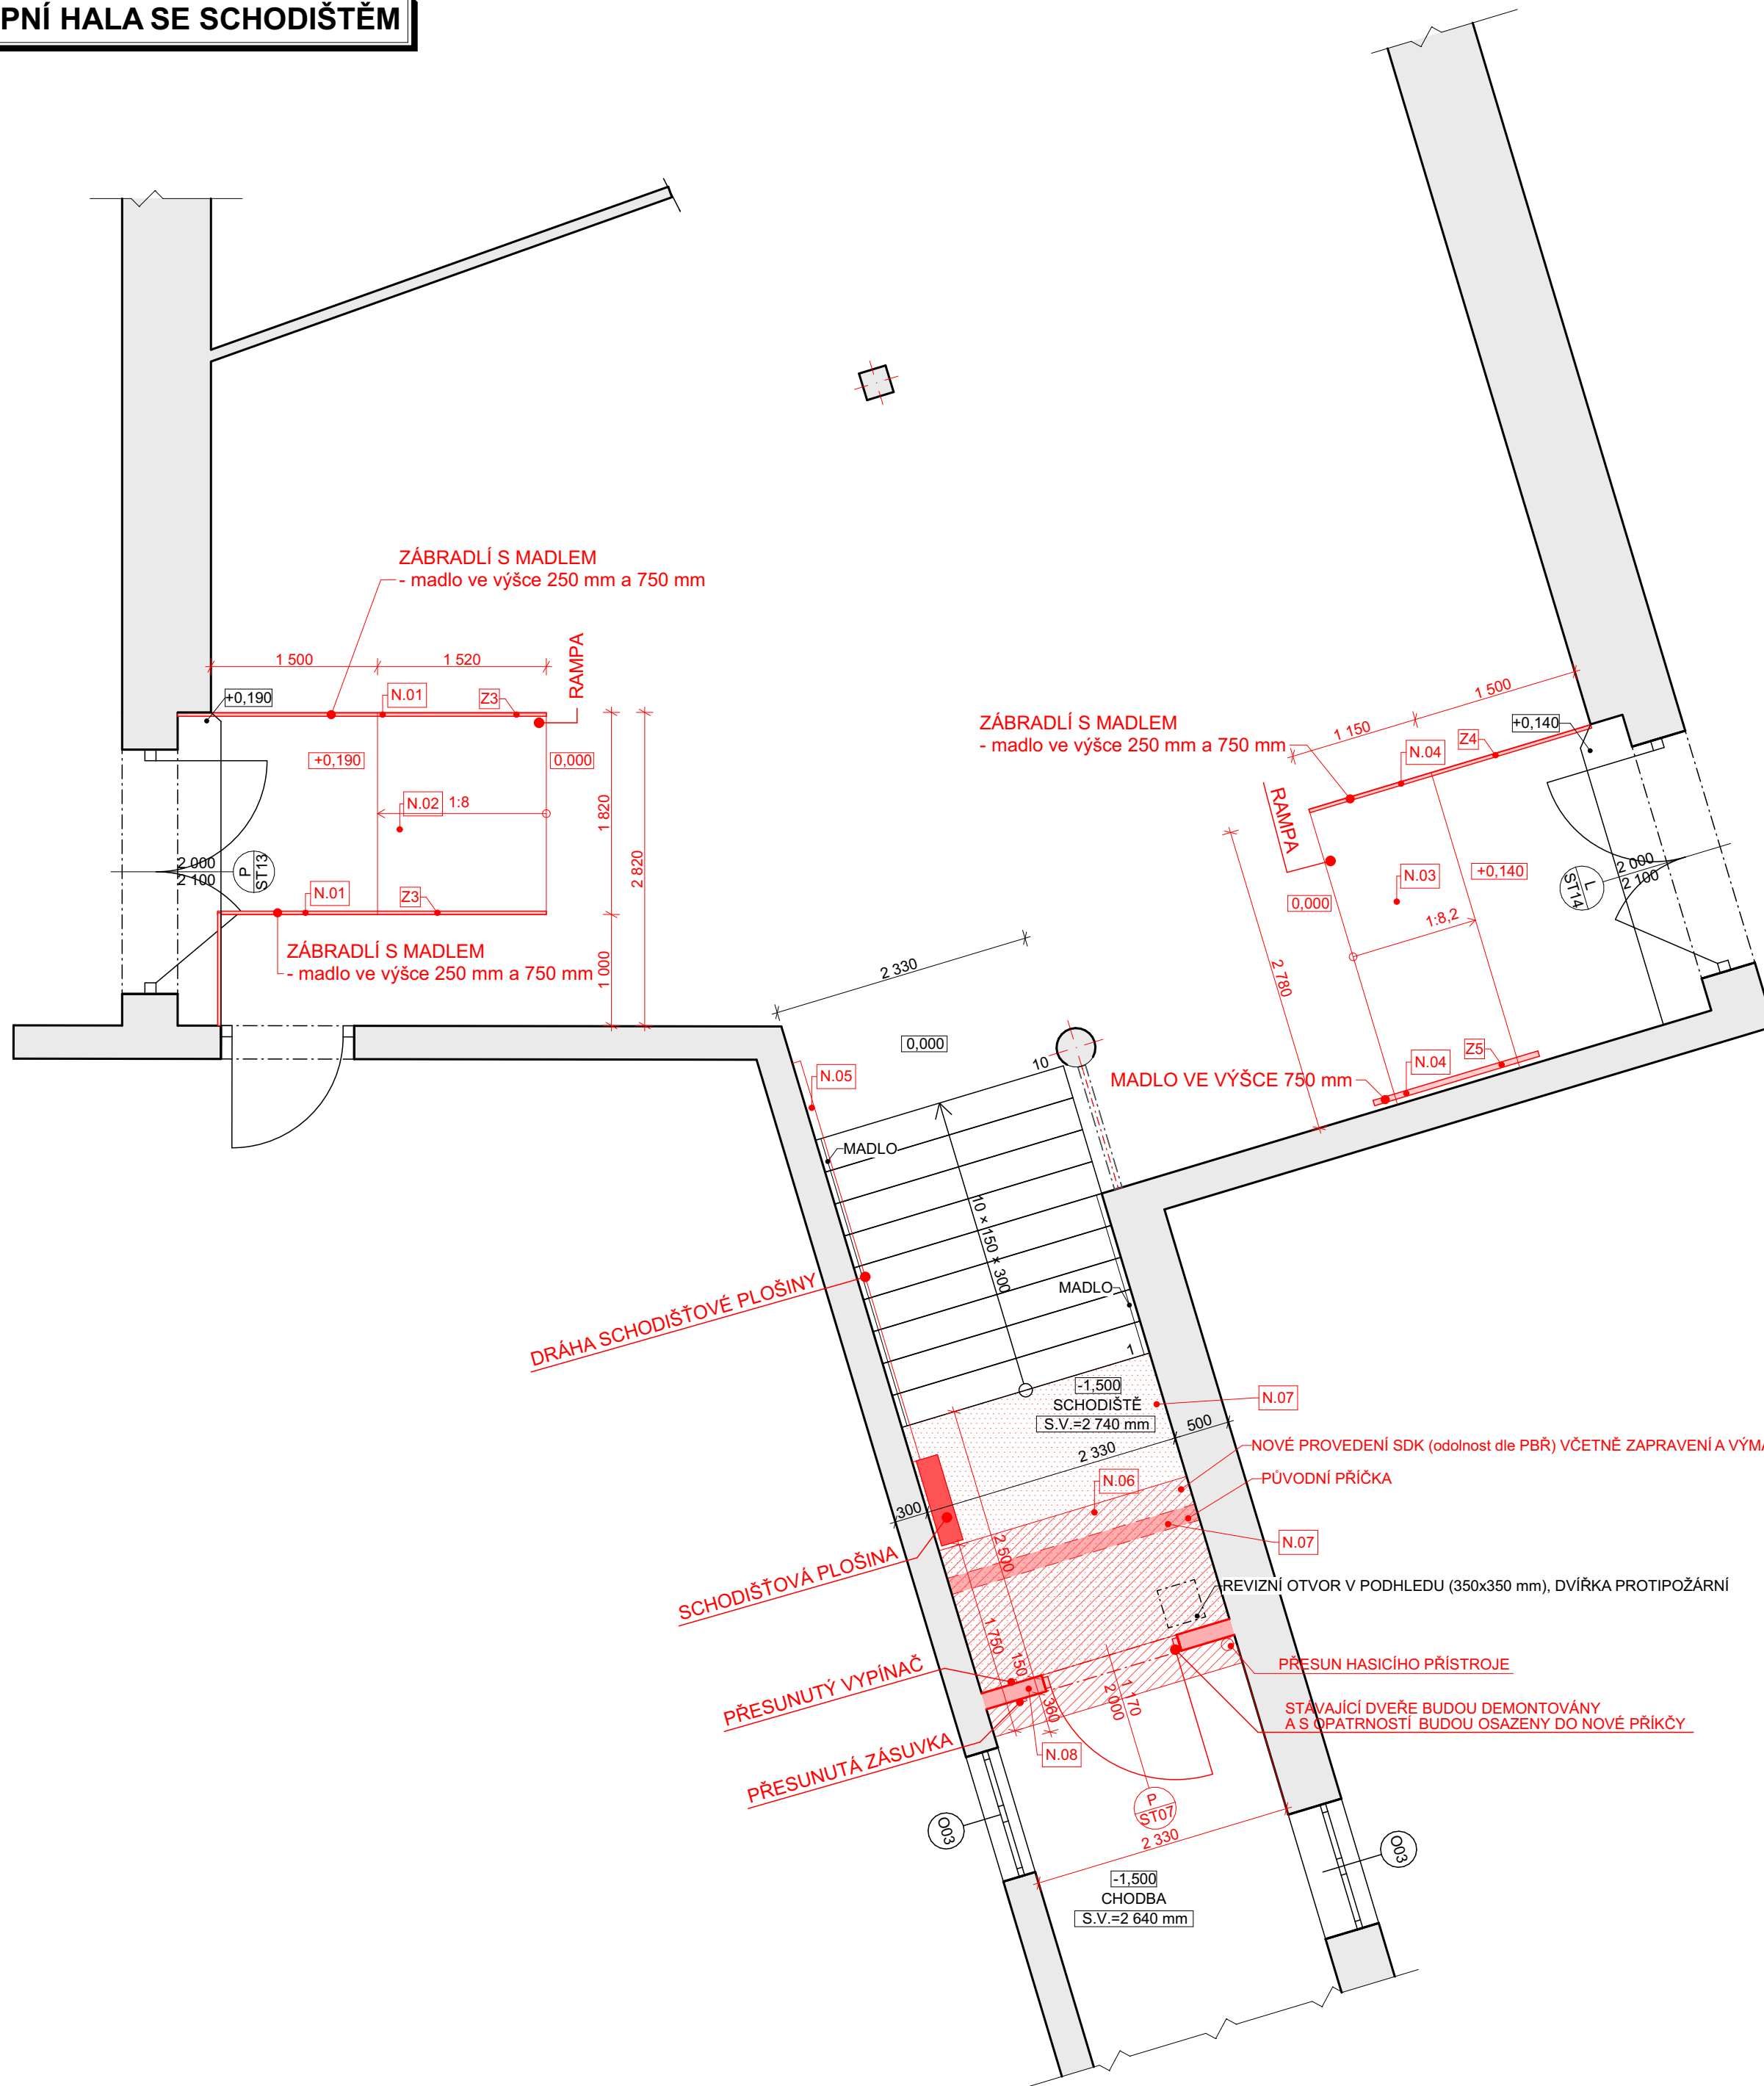 PNÍ HALA SE SCHODIŠTĚM
ZÁBRADLÍ S MADLEM
- madlo ve výšce 250 mm a 750 mm
1 500
1 520
RAMPA
+0,190
N.01
Z3
+0,190
0,000
N.02
1:8
1 820
2 820
2 000
2 100
P
ST13
N.01
Z3
ZÁBRADLÍ S MADLEM
- madlo ve výšce 250 mm a 750 mm
1 000
ZÁBRADLÍ S MADLEM
- madlo ve výšce 250 mm a 750 mm
1 150
1 500
+0,140
N.04
Z4
RAMPA
N.03
+0,140
0,000
1:8,2
L
ST14
2 000
2 100
2 780
N.04
Z5
MADLO VE VÝŠCE 750 mm
2 330
0,000
10
N.05
MADLO
10 × 150 × 300
MADLO
1
DRÁHA SCHODIŠŤOVÉ PLOŠINY
-1,500
SCHODIŠTĚ
S.V.=2 740 mm
N.07
500
2 330
NOVÉ PROVEDENÍ SDK (odolnost dle PBŘ) VČETNĚ ZAPRAVENÍ A VÝMA
PŮVODNÍ PŘÍČKA
N.06
300
N.07
2 500
SCHODIŠŤOVÁ PLOŠINA
REVIZNÍ OTVOR V PODHLEDU (350x350 mm), DVÍŘKA PROTIPOŽÁRNÍ
1 750
150
PŘESUN HASICÍHO PŘÍSTROJE
PŘESUNUTÝ VYPÍNAČ
360
1 170
2 000
STÁVAJÍCÍ DVEŘE BUDOU DEMONTOVÁNY
A S OPATRNOSTÍ BUDOU OSAZENY DO NOVÉ PŘÍKČY
PŘESUNUTÁ ZÁSUVKA
N.08
P
ST07
O03
2 330
O03
-1,500
CHODBA
S.V.=2 640 mm